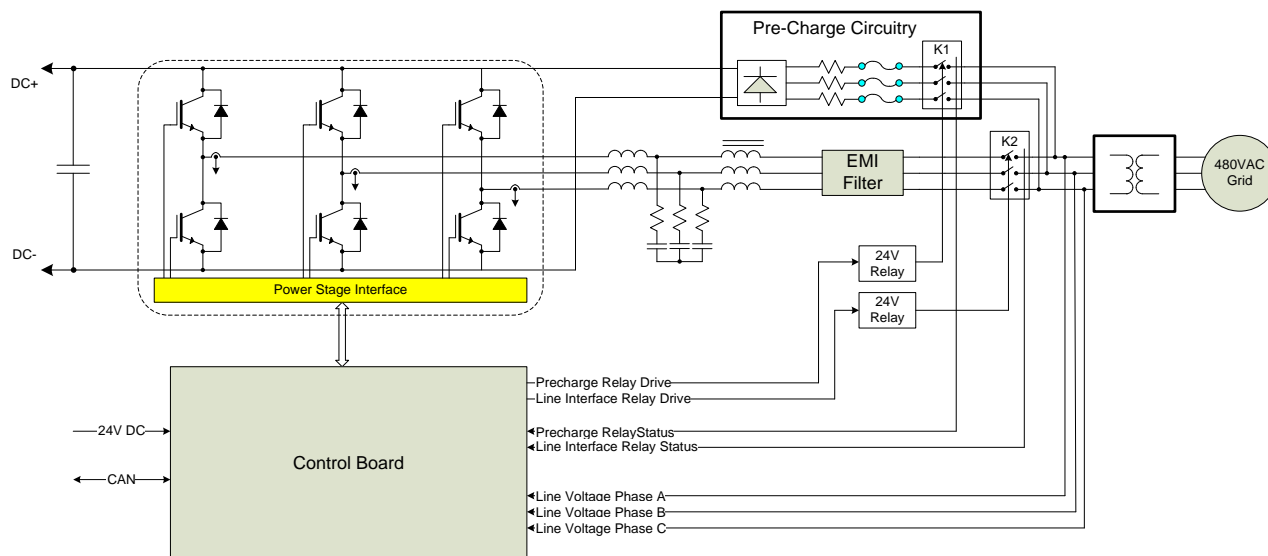 Pre-Charge Circuitry
K1
DC+
K2
EMI
Filter
480VAC
Grid
DC-
24V
Relay
24V
Relay
Power Stage Interface
Precharge Relay Drive
Line Interface Relay Drive
24V DC
Precharge RelayStatus
Line Interface Relay Status
Control Board
CAN
Line Voltage Phase A
Line Voltage Phase B
Line Voltage Phase C